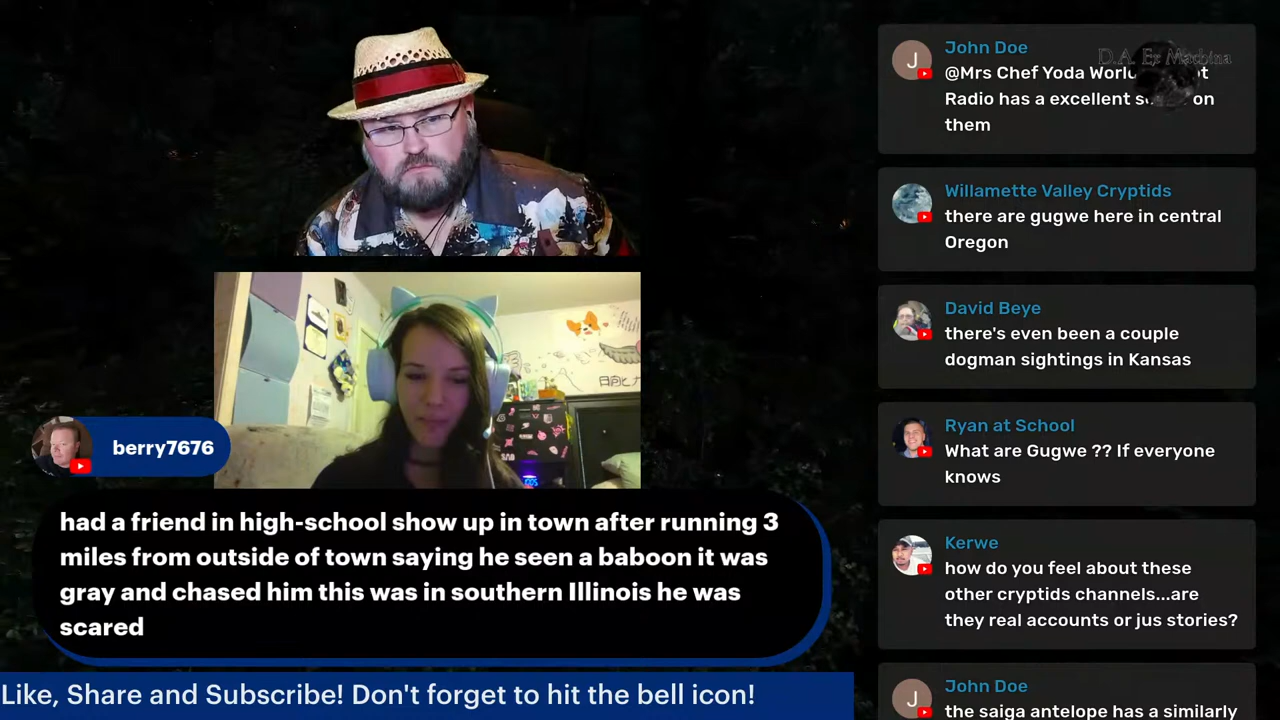 John Doe
@Mrs Chef Yoda
Radio has a excellent on
them
Willamette Valley Cryptids
there are gugwe here in central
Oregon
David Beye
there's even been a couple
dogman sightings in Kansas
Ryan at School
What are Gugwe ?? If everyone
knows
Kerwe
how do you feel about these
other cryptids channels...are
they real accounts or jus stories?
John Doe
the saiga antelope has a similarly
D.A. Ex Machina
J
J
berry7676
had a friend in high-school show up in town after running 3
miles from outside of town saying he seen a baboon it was
gray and chased him this was in southern Illinois he was
scared
Like, Share and Subscribe! Don't forget to hit the bell icon!